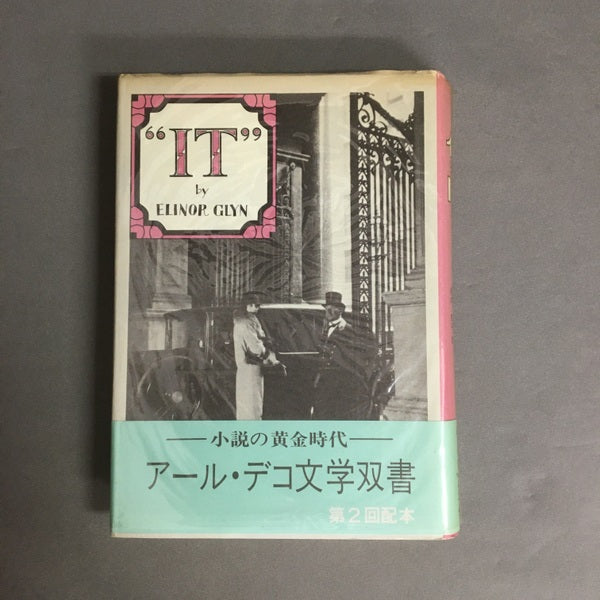 “IT”
by
ELINOR GLYN
—小説の黄金時代—
アール・デコ文学双書
第2回配本